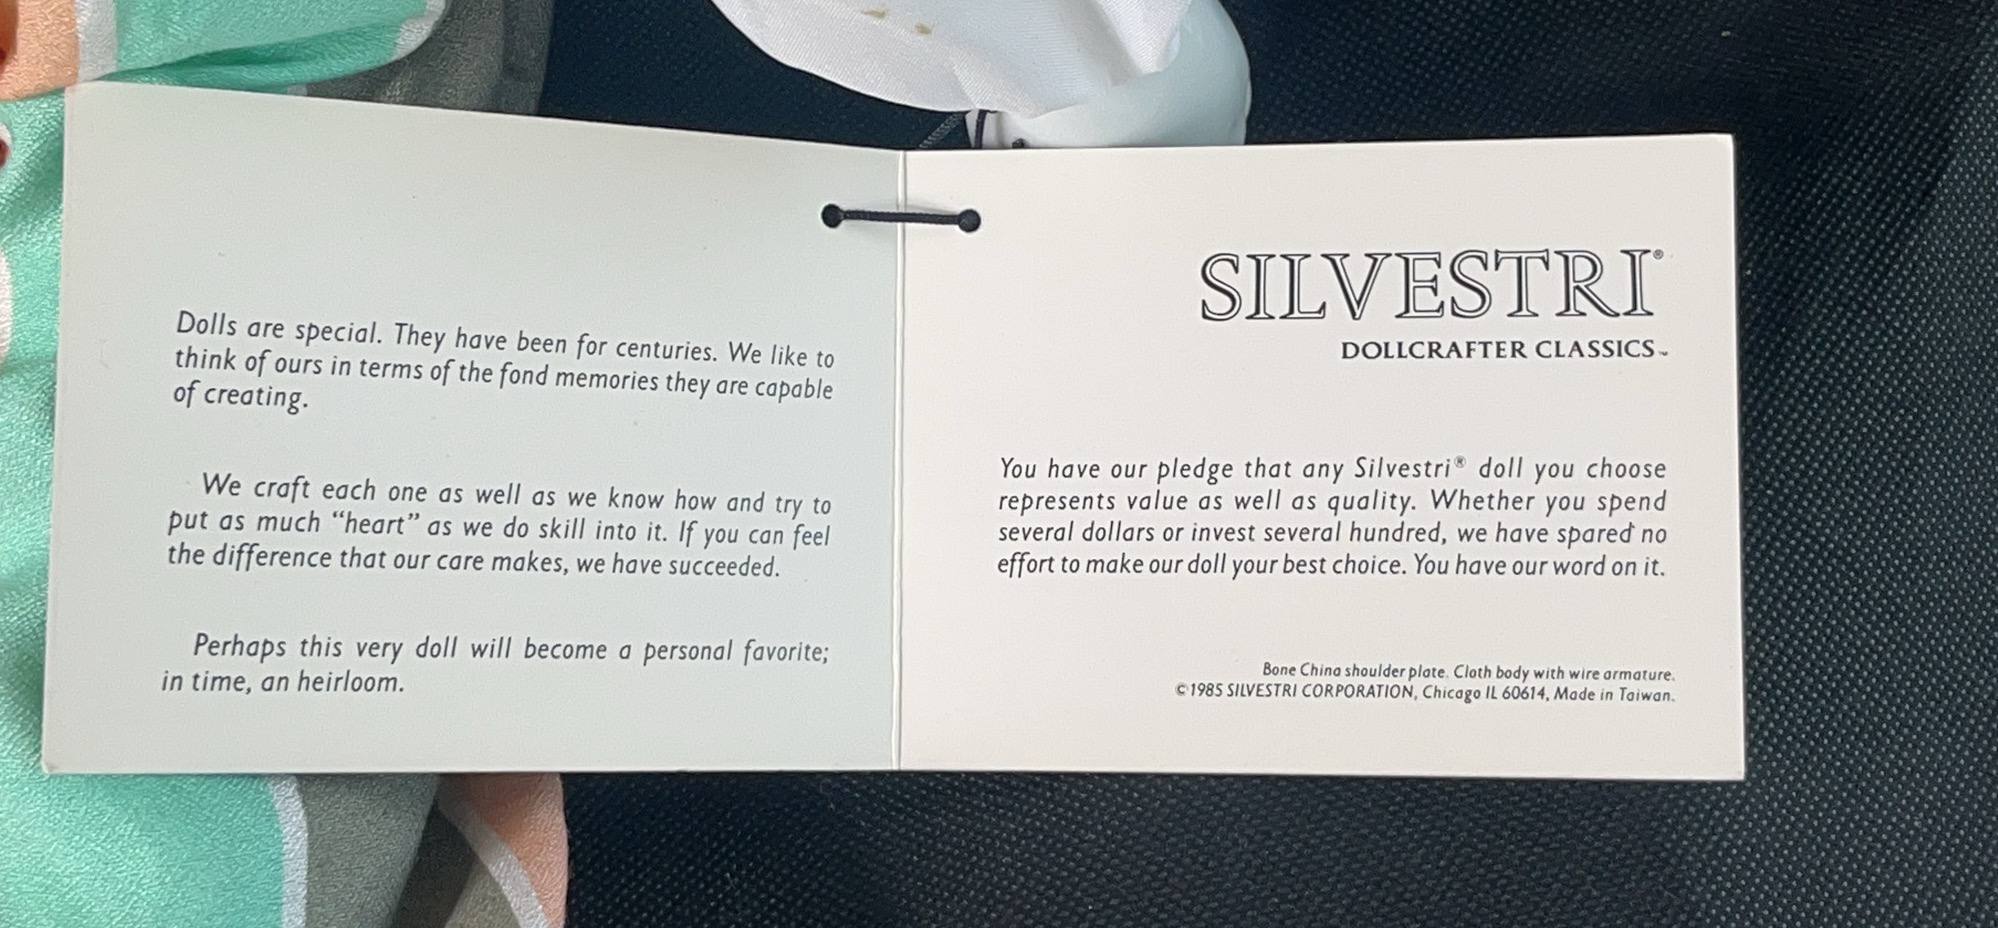 Dolls are special. They have been for centuries. We like to
think of ours in terms of the fond memories they are capable
of creating.
We craft each one as well as we know how and try to
put as much “heart” as we do skill into it. If you can feel
the difference that our care makes, we have succeeded.
Perhaps this very doll will become a personal favorite;
in time, an heirloom.
SILVESTRI®
DOLLCRAFTER CLASSICS™
You have our pledge that any Silvestri® doll you choose
represents value as well as quality. Whether you spend
several dollars or invest several hundred, we have spared no
effort to make our doll your best choice. You have our word on it.
Bone China shoulder plate. Cloth body with wire armature.
©1985 SILVESTRI CORPORATION, Chicago IL 60614, Made in Taiwan.